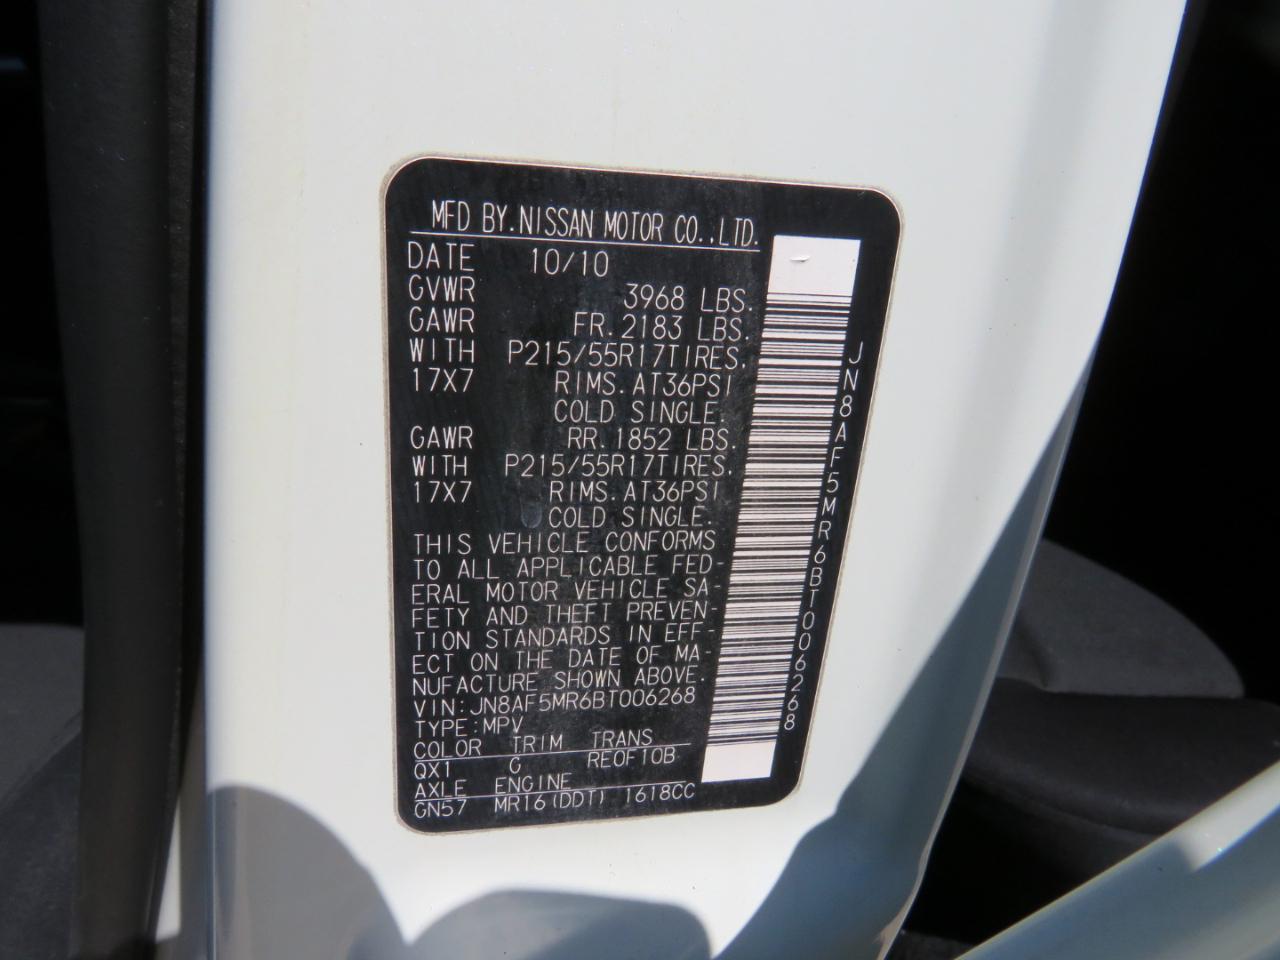 MFD BY.NISSAN MOTOR CO.,LTD.
DATE 10/10
GVWR 3968 LBS.
GAWR FR.2183 LBS.
WITH P215/55R17TIRES.
17X7 RIMS.AT36PSI
COLD SINGLE.
GAWR RR.1852 LBS.
WITH P215/55R17TIRES.
17X7 RIMS.AT36PSI
COLD SINGLE.
THIS VEHICLE CONFORMS
TO ALL APPLICABLE FED-
ERAL MOTOR VEHICLE SA-
FETY AND THEFT PREVEN-
TION STANDARDS IN EFF-
ECT ON THE DATE OF MA-
NUFACTURE SHOWN ABOVE.
VIN:JN8AF5MR6BT006268
TYPE:MPV
COLOR TRIM TRANS
QX1 G REOF10B
AXLE ENGINE
GN57 MR16(DDT) 1618CC
JN8AF5MR6BT006268